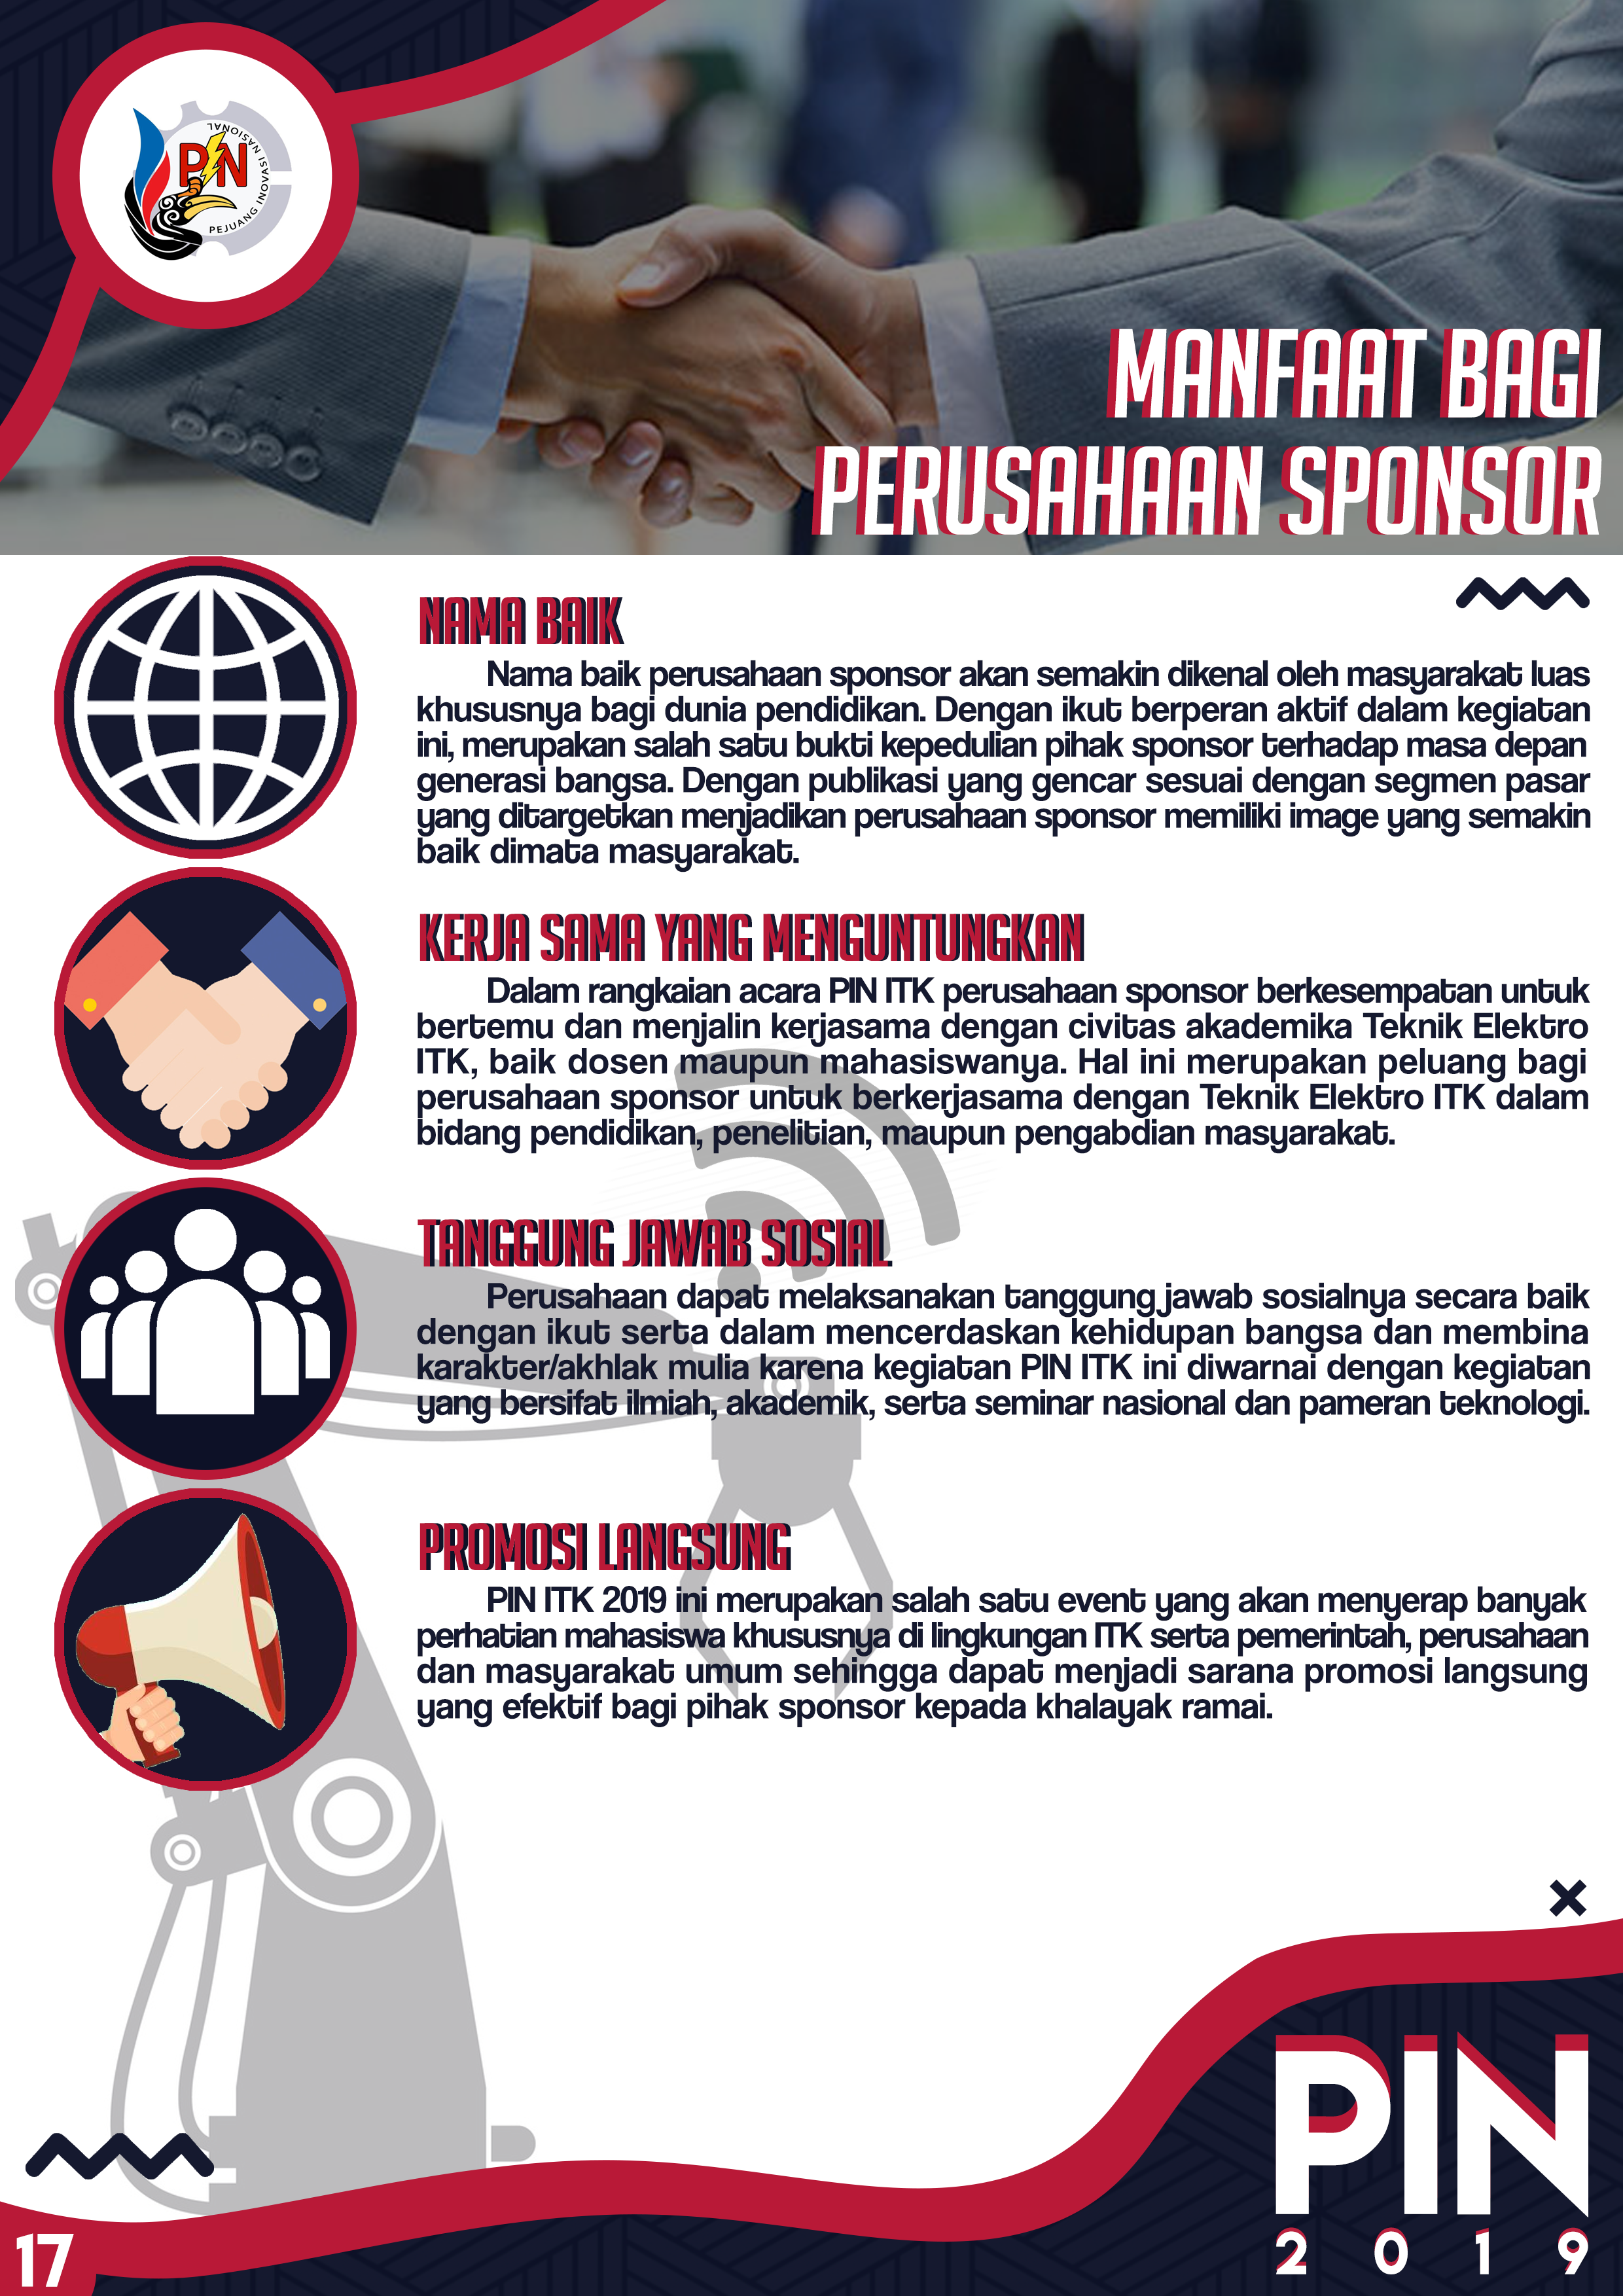 PIN
PEJUANG INOVASI NASIONAL
MANFAAT BAGI
PERUSAHAAN SPONSOR
NAMA BAIK
Nama baik perusahaan sponsor akan semakin dikenal oleh masyarakat luas
khususnya bagi dunia pendidikan. Dengan ikut berperan aktif dalam kegiatan
ini, merupakan salah satu bukti kepedulian pihak sponsor terhadap masa depan
generasi bangsa. Dengan publikasi yang gencar sesuai dengan segmen pasar
yang ditargetkan menjadikan perusahaan sponsor memiliki image yang semakin
baik dimata masyarakat.
KERJA SAMA YANG MENGUNTUNGKAN
Dalam rangkaian acara PIN ITK perusahaan sponsor berkesempatan untuk
bertemu dan menjalin kerjasama dengan civitas akademika Teknik Elektro
ITK, baik dosen maupun mahasiswanya. Hal ini merupakan peluang bagi
perusahaan sponsor untuk berkerjasama dengan Teknik Elektro ITK dalam
bidang pendidikan, penelitian, maupun pengabdian masyarakat.
TANGGUNG JAWAB SOSIAL
Perusahaan dapat melaksanakan tanggung jawab sosialnya secara baik
dengan ikut serta dalam mencerdaskan kehidupan bangsa dan membina
karakter/akhlak mulia karena kegiatan PIN ITK ini diwarnai dengan kegiatan
yang bersifat ilmiah, akademik, serta seminar nasional dan pameran teknologi.
PROMOSI LANGSUNG
PIN ITK 2019 ini merupakan salah satu event yang akan menyerap banyak
perhatian mahasiswa khususnya di lingkungan ITK serta pemerintah, perusahaan
dan masyarakat umum sehingga dapat menjadi sarana promosi langsung
yang efektif bagi pihak sponsor kepada khalayak ramai.
PIN
2019
17